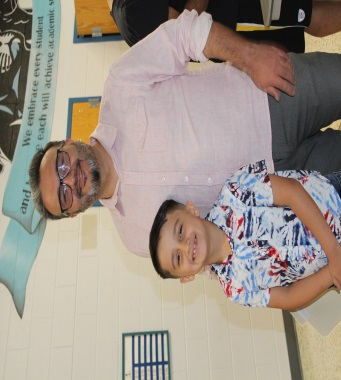 We embrace every student
and
each will achieve academic